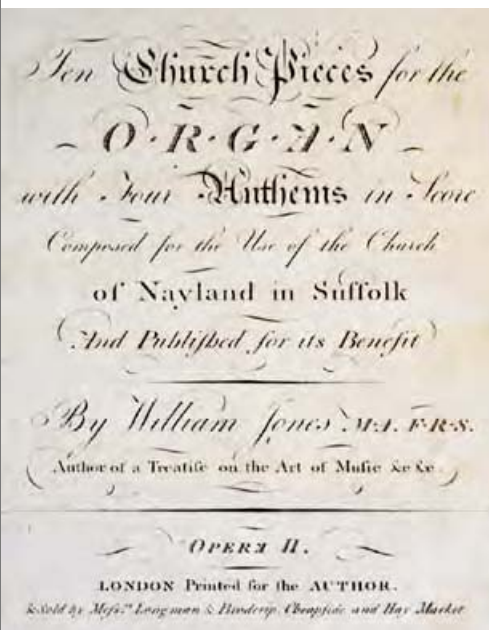 Ten Church Pieces for the
O·R·G·A·N
with Four Anthems in Score
Composed for the Use of the Church
of Nayland in Suffolk
And Publiſhed for its Benefit
By William Jones M·A. F·R·S.
Author of a Treatiſe on the Art of Muſic &c &c.
OPERA II.
LONDON Printed for the AUTHOR.
& Sold by Meſs.rs Longman & Broderip, Cheapſide and Hay Market